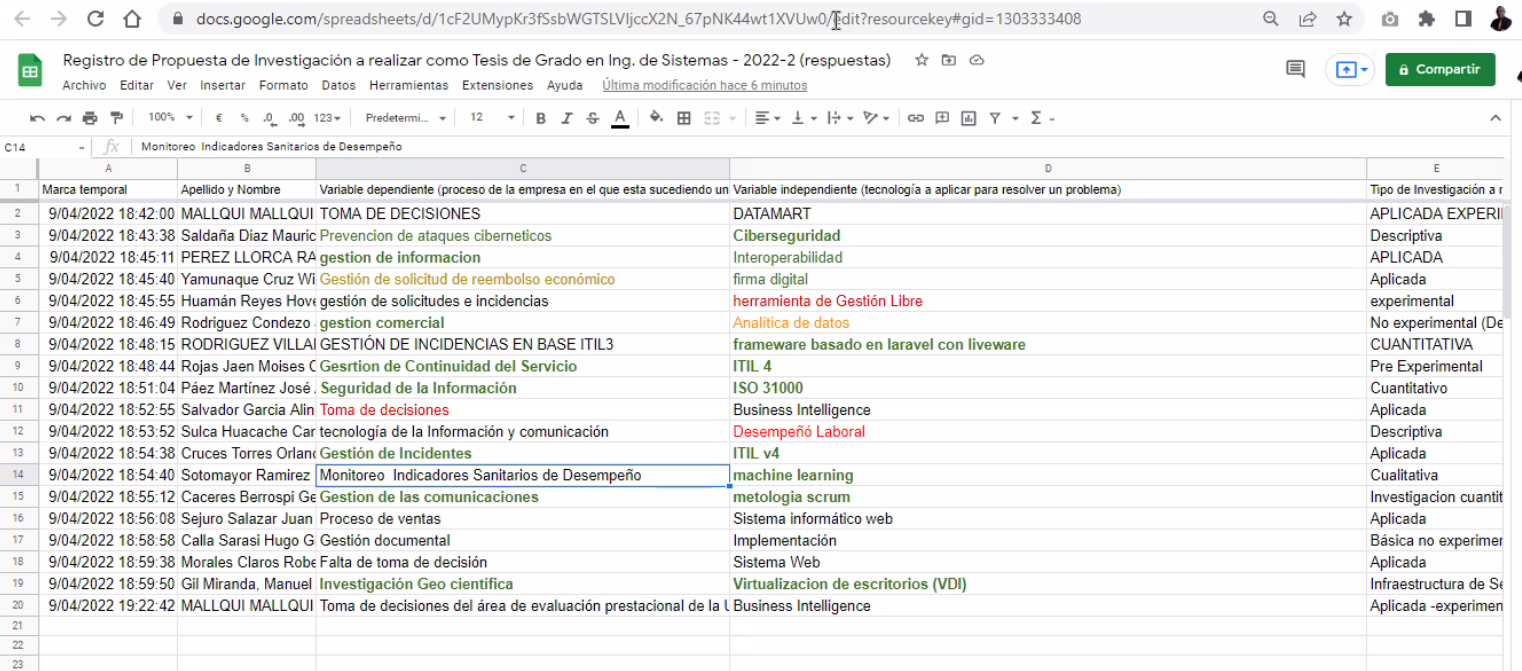 docs.google.com/spreadsheets/d/1cF2UMypKr3fSsbWGTSLVIjccX2N_67pNK44wt1XVUw0/edit?resourcekey#gid=1303333408
Registro de Propuesta de Investigación a realizar como Tesis de Grado en Ing. de Sistemas - 2022-2 (respuestas)
Archivo Editar Ver Insertar Formato Datos Herramientas Extensiones Ayuda Última modificación hace 6 minutos
Compartir
100% € % .0 .00 123 Predetermi... 12 B I S A Σ
C14 fx Monitoreo Indicadores Sanitarios de Desempeño
A B C D E
1 Marca temporal Apellido y Nombre Variable dependiente (proceso de la empresa en el que esta sucediendo un Variable independiente (tecnología a aplicar para resolver un problema) Tipo de Investigación a r
2 9/04/2022 18:42:00 MALLQUI MALLQUI TOMA DE DECISIONES DATAMART APLICADA EXPERI
3 9/04/2022 18:43:38 Saldaña Diaz Mauric Prevencion de ataques ciberneticos Ciberseguridad Descriptiva
4 9/04/2022 18:45:11 PEREZ LLORCA RA gestion de informacion Interoperabilidad APLICADA
5 9/04/2022 18:45:40 Yamunaque Cruz Wi Gestión de solicitud de reembolso económico firma digital Aplicada
6 9/04/2022 18:45:55 Huamán Reyes Hove gestión de solicitudes e incidencias herramienta de Gestión Libre experimental
7 9/04/2022 18:46:49 Rodriguez Condezo gestion comercial Analítica de datos No experimental (De
8 9/04/2022 18:48:15 RODRIGUEZ VILLA GESTIÓN DE INCIDENCIAS EN BASE ITIL3 frameware basado en laravel con liveware CUANTITATIVA
9 9/04/2022 18:48:44 Rojas Jaen Moises C Gesrtion de Continuidad del Servicio ITIL 4 Pre Experimental
10 9/04/2022 18:51:04 Páez Martínez José Seguridad de la Información ISO 31000 Cuantitativo
11 9/04/2022 18:52:55 Salvador Garcia Alin Toma de decisiones Business Intelligence Aplicada
12 9/04/2022 18:53:52 Sulca Huacache Car tecnología de la Información y comunicación Desempeñó Laboral Descriptiva
13 9/04/2022 18:54:38 Cruces Torres Orland Gestión de Incidentes ITIL v4 Aplicada
14 9/04/2022 18:54:40 Sotomayor Ramirez Monitoreo Indicadores Sanitarios de Desempeño machine learning Cualitativa
15 9/04/2022 18:55:12 Caceres Berrospi Ge Gestion de las comunicaciones metologia scrum Investigacion cuantit
16 9/04/2022 18:56:08 Sejuro Salazar Juan Proceso de ventas Sistema informático web Aplicada
17 9/04/2022 18:58:58 Calla Sarasi Hugo G Gestión documental Implementación Básica no experimen
18 9/04/2022 18:59:38 Morales Claros Robe Falta de toma de decisión Sistema Web Aplicada
19 9/04/2022 18:59:50 Gil Miranda, Manuel Investigación Geo científica Virtualizacion de escritorios (VDI) Infraestructura de Se
20 9/04/2022 19:22:42 MALLQUI MALLQUI Toma de decisiones del área de evaluación prestacional de la U Business Intelligence Aplicada -experimen
21
22
23